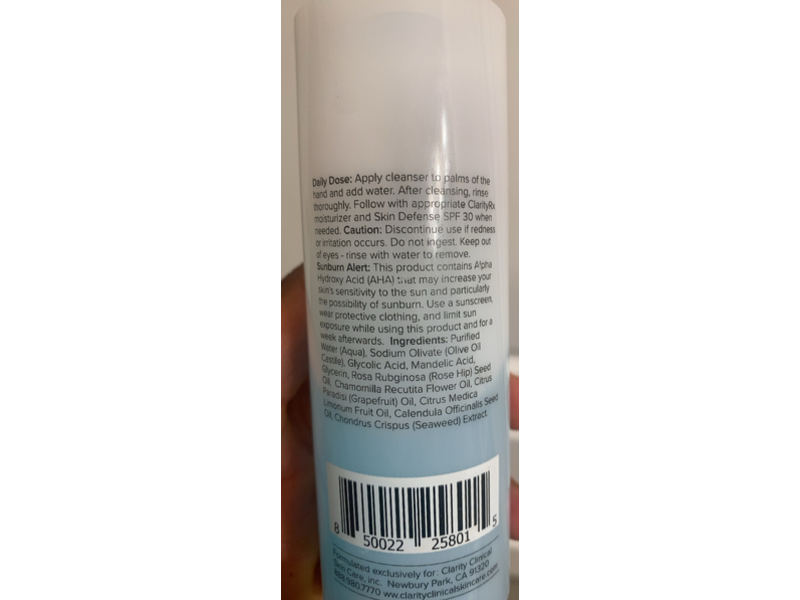 Daily Dose: Apply cleanser to palms of the
hand and add water. After cleansing, rinse
thoroughly. Follow with appropriate ClarityRx
moisturizer and Skin Defense SPF 30 when
needed. Caution: Discontinue use if redness
or irritation occurs. Do not ingest. Keep out
of eyes - rinse with water to remove.
Sunburn Alert: This product contains Alpha
Hydroxy Acid (AHA) that may increase your
skin's sensitivity to the sun and particularly
the possibility of sunburn. Use a sunscreen,
wear protective clothing, and limit sun
exposure while using this product and for a
week afterwards. Ingredients: Purified
Water (Aqua), Sodium Olivate (Olive Oil
Castile), Glycolic Acid, Mandelic Acid,
Glycerin, Rosa Rubginosa (Rose Hip) Seed
Oil, Chamomilla Recutita Flower Oil, Citrus
Paradisi (Grapefruit) Oil, Citrus Medica
Limonum Fruit Oil, Calendula Officinalis Seed
Oil, Chondrus Crispus (Seaweed) Extract
8 50022 25801 5
Formulated exclusively for: Clarity Clinical
Skin Care, inc. Newbury Park, CA 91320
888.980.7770 ww.clarityclinicalskincare.com